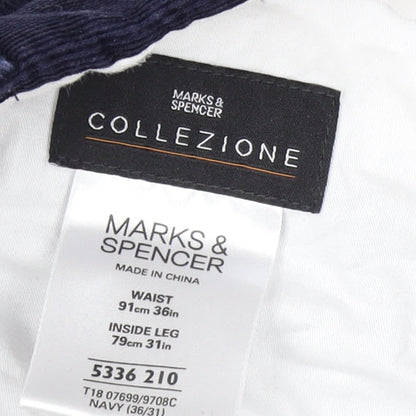 MARKS &
SPENCER
COLLEZIONE
MARKS &
SPENCER
MADE IN CHINA
WAIST
91cm 36in
INSIDE LEG
79cm 31in
5336 210
T18 07699/9708C
NAVY (36/31)